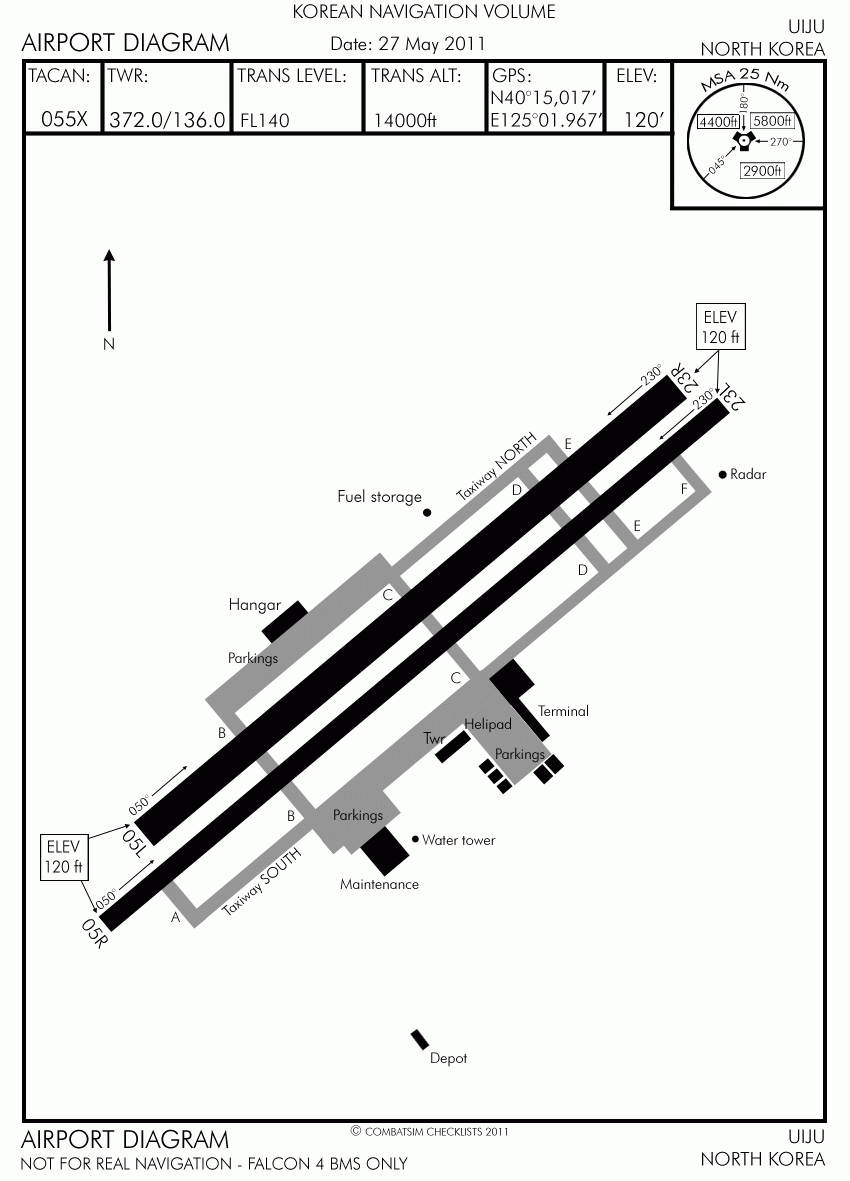 KOREAN NAVIGATION VOLUME
AIRPORT DIAGRAM
Date: 27 May 2011
UIJU
NORTH KOREA
TACAN:
055X
TWR:
372.0/136.0
TRANS LEVEL:
FL140
TRANS ALT:
14000ft
GPS:
N40°15,017'
E125°01.967'
ELEV:
120'
MSA 25 Nm
180°
4400ft
5800ft
270°
045°
2900ft
N
ELEV
120 ft
23R
230°
23L
230°
E
Taxiway NORTH
D
Radar
F
Fuel storage
E
D
C
Hangar
Parkings
C
Terminal
Helipad
B
Twr
Parkings
050°
05L
B
Parkings
ELEV
120 ft
Water tower
Maintenance
050°
Taxiway SOUTH
A
05R
Depot
© COMBATSIM CHECKLISTS 2011
AIRPORT DIAGRAM
NOT FOR REAL NAVIGATION - FALCON 4 BMS ONLY
UIJU
NORTH KOREA